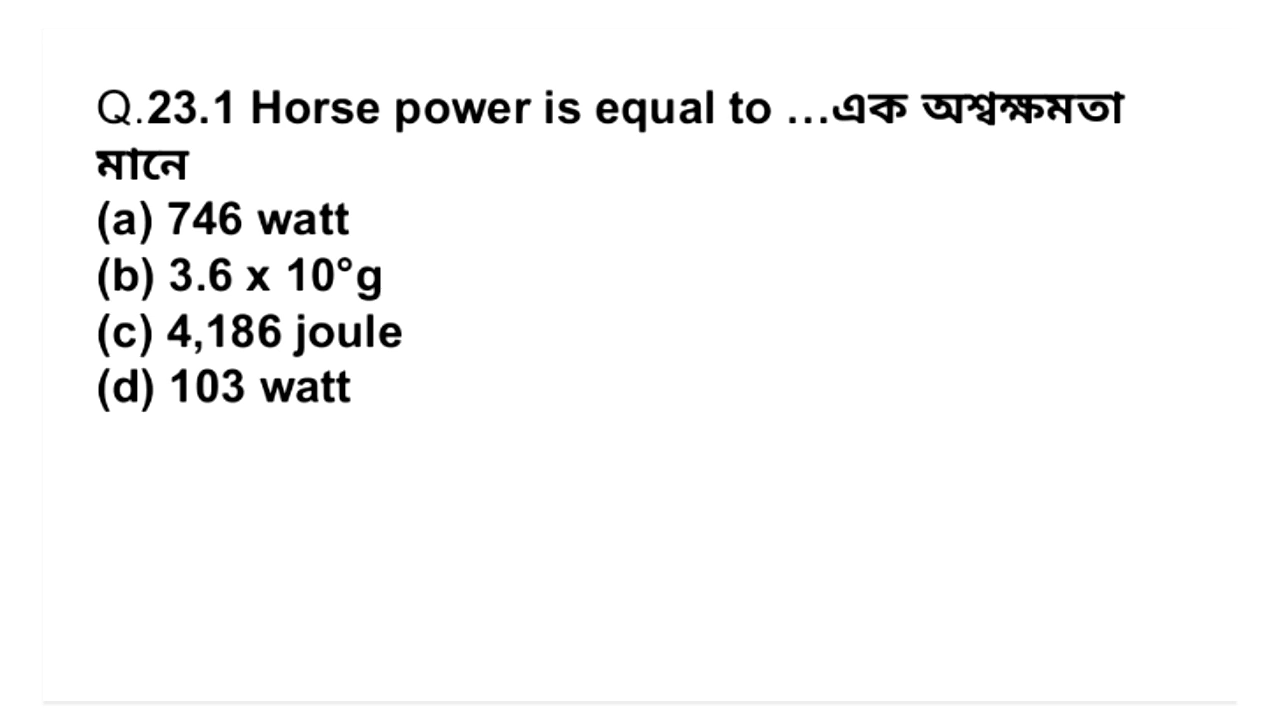 Q.23.1 Horse power is equal to ...এক অশ্বক্ষমতা
মানে
(a) 746 watt
(b) 3.6 x 10°g
(c) 4,186 joule
(d) 103 watt